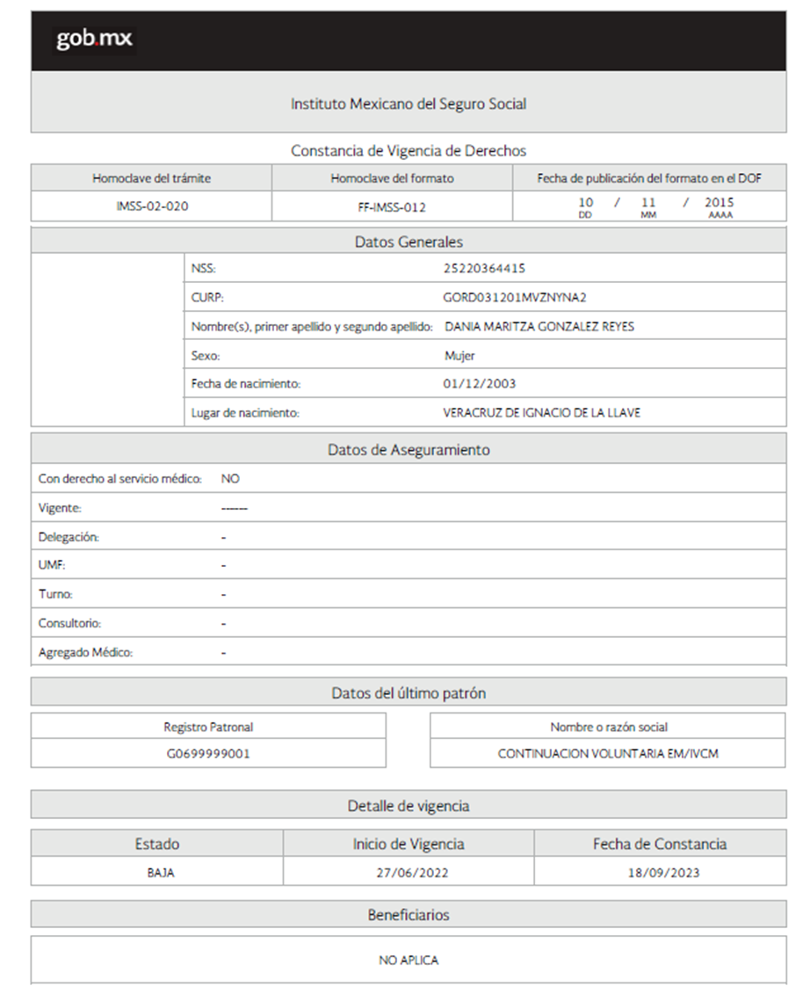 gob.mx
Instituto Mexicano del Seguro Social
Constancia de Vigencia de Derechos
Homoclave del trámite Homoclave del formato Fecha de publicación del formato en el DOF
IMSS-02-020 FF-IMSS-012 10 / 11 / 2015
DD MM AAAA
Datos Generales
NSS: 25220364415
CURP: GORD031201MVZNYNA2
Nombre(s), primer apellido y segundo apellido: DANIA MARITZA GONZALEZ REYES
Sexo: Mujer
Fecha de nacimiento: 01/12/2003
Lugar de nacimiento: VERACRUZ DE IGNACIO DE LA LLAVE
Datos de Aseguramiento
Con derecho al servicio médico: NO
Vigente: ------
Delegación: -
UMF: -
Turno: -
Consultorio: -
Agregado Médico: -
Datos del último patrón
Registro Patronal Nombre o razón social
G0699999001 CONTINUACION VOLUNTARIA EM/IVCM
Detalle de vigencia
Estado Inicio de Vigencia Fecha de Constancia
BAJA 27/06/2022 18/09/2023
Beneficiarios
NO APLICA